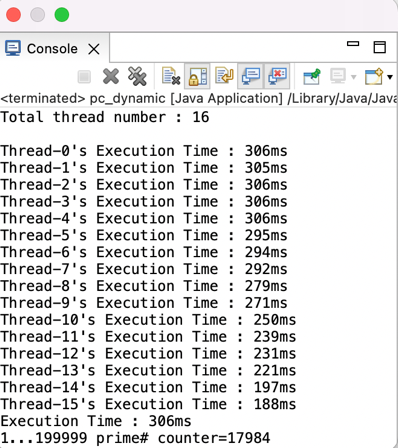 Console
<terminated> pc_dynamic [Java Application] /Library/Java/Java
Total thread number : 16
Thread-0's Execution Time : 306ms
Thread-1's Execution Time : 305ms
Thread-2's Execution Time : 306ms
Thread-3's Execution Time : 306ms
Thread-4's Execution Time : 306ms
Thread-5's Execution Time : 295ms
Thread-6's Execution Time : 294ms
Thread-7's Execution Time : 292ms
Thread-8's Execution Time : 279ms
Thread-9's Execution Time : 271ms
Thread-10's Execution Time : 250ms
Thread-11's Execution Time : 239ms
Thread-12's Execution Time : 231ms
Thread-13's Execution Time : 221ms
Thread-14's Execution Time : 197ms
Thread-15's Execution Time : 188ms
Execution Time : 306ms
1...199999 prime# counter=17984